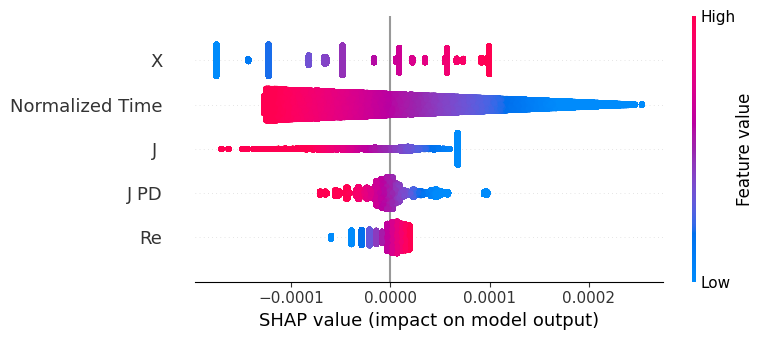 High
X
Normalized Time
J
J PD
Re
Feature value
Low
−0.0001 0.0000 0.0001 0.0002
SHAP value (impact on model output)